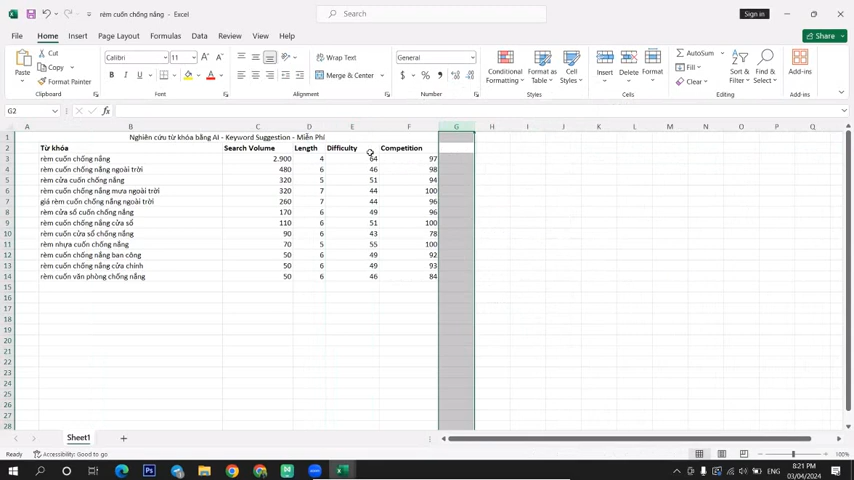 rèm cuốn chống nắng - Excel
Search
Sign in
File Home Insert Page Layout Formulas Data Review View Help
Share
Paste
Cut
Copy
Format Painter
Clipboard
Calibri 11
B I U
Font
Wrap Text
Merge & Center
Alignment
General
$ % ,
Number
Conditional Formatting
Format as Table
Cell Styles
Styles
Insert
Delete
Format
Cells
AutoSum
Fill
Clear
Sort & Filter
Find & Select
Editing
Add-ins
Add-ins
G2
fx
A B C D E F G H I J K L M N O P Q
1 Nghiên cứu từ khóa bằng AI - Keyword Suggestion - Miễn Phí
2 Từ khóa Search Volume Length Difficulty Competition
3 rèm cuốn chống nắng 2.900 4 64 97
4 rèm cuốn chống nắng ngoài trời 480 6 46 98
5 rèm cửa cuốn chống nắng 320 5 51 94
6 rèm cuốn chống nắng mưa ngoài trời 320 7 44 100
7 giá rèm cuốn chống nắng ngoài trời 260 7 44 96
8 rèm cửa sổ cuốn chống nắng 170 6 49 96
9 rèm cuốn chống nắng cửa sổ 110 6 51 100
10 rèm cuốn cửa sổ chống nắng 90 6 43 78
11 rèm nhựa cuốn chống nắng 70 5 55 100
12 rèm cuốn chống nắng ban công 50 6 49 92
13 rèm cuốn chống nắng cửa chính 50 6 49 93
14 rèm cuốn văn phòng chống nắng 50 6 46 84
15
16
17
18
19
20
21
22
23
24
25
26
27
28
Sheet1
Ready
Accessibility: Good to go
100%
ENG
8:21 PM
03/04/2024